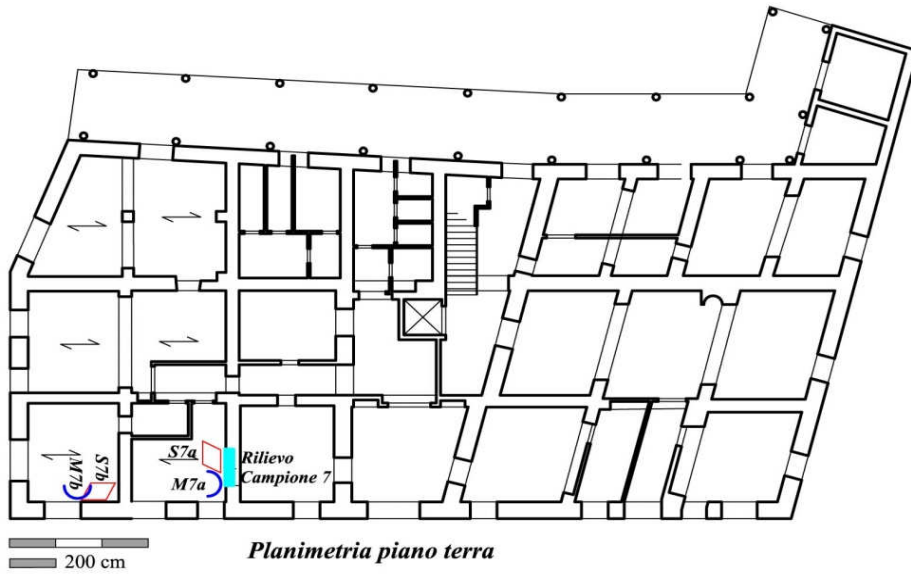 S7a
Rilievo
Campione 7
M7a
M7b
S7b
Planimetria piano terra
200 cm